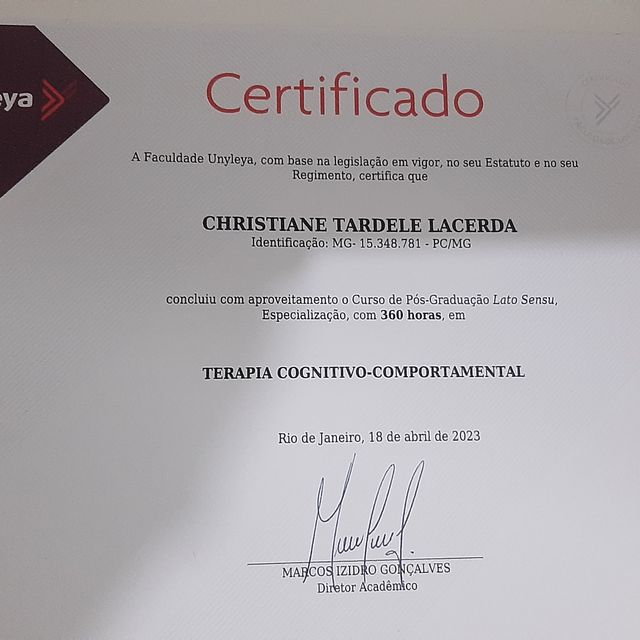 eya
Certificado
A Faculdade Unyleya, com base na legislação em vigor, no seu Estatuto e no seu
Regimento, certifica que
CHRISTIANE TARDELE LACERDA
Identificação: MG- 15.348.781 - PC/MG
concluiu com aproveitamento o Curso de Pós-Graduação Lato Sensu,
Especialização, com 360 horas, em
TERAPIA COGNITIVO-COMPORTAMENTAL
Rio de Janeiro, 18 de abril de 2023
MARCOS IZIDRO GONÇALVES
Diretor Acadêmico